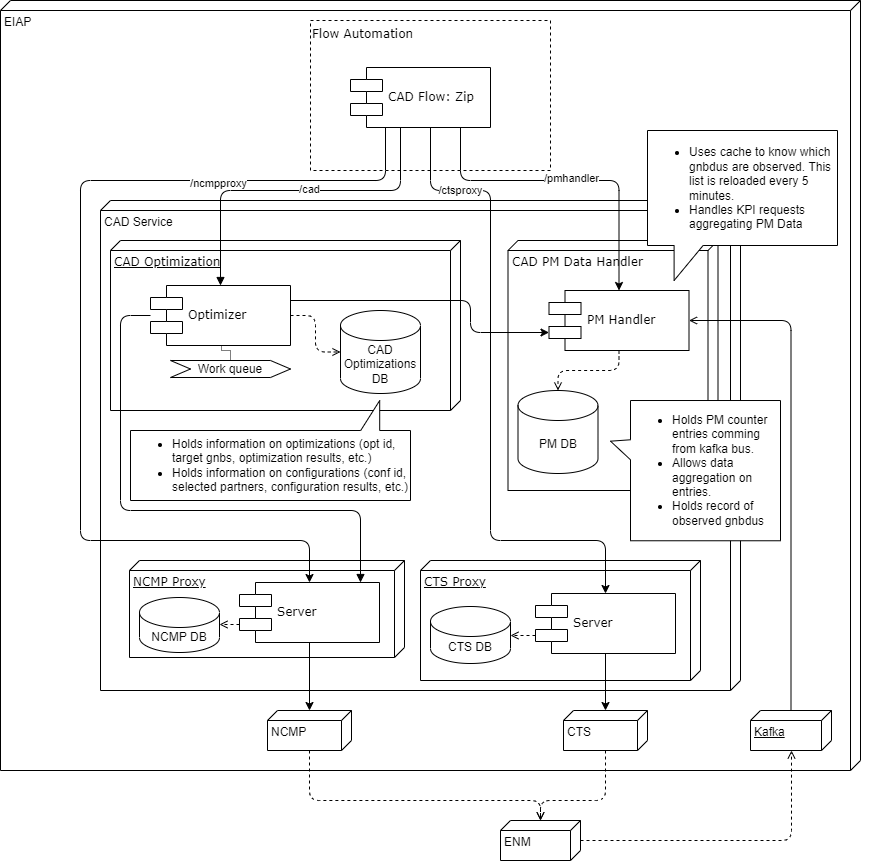 EIAP
Flow Automation
CAD Flow: Zip
/ncmpproxy
/cad
/ctsproxy
/pmhandler
• Uses cache to know which
gnbdus are observed. This
list is reloaded every 5
minutes.
• Handles KPI requests
aggregating PM Data
CAD Service
CAD Optimization
Optimizer
Work queue
CAD
Optimizations
DB
CAD PM Data Handler
PM Handler
PM DB
• Holds information on optimizations (opt id,
target gnbs, optimization results, etc.)
• Holds information on configurations (conf id,
selected partners, configuration results, etc.)
• Holds PM counter
entries comming
from kafka bus.
• Allows data
aggregation on
entries.
• Holds record of
observed gnbdus
NCMP Proxy
Server
NCMP DB
CTS Proxy
Server
CTS DB
NCMP
CTS
Kafka
ENM